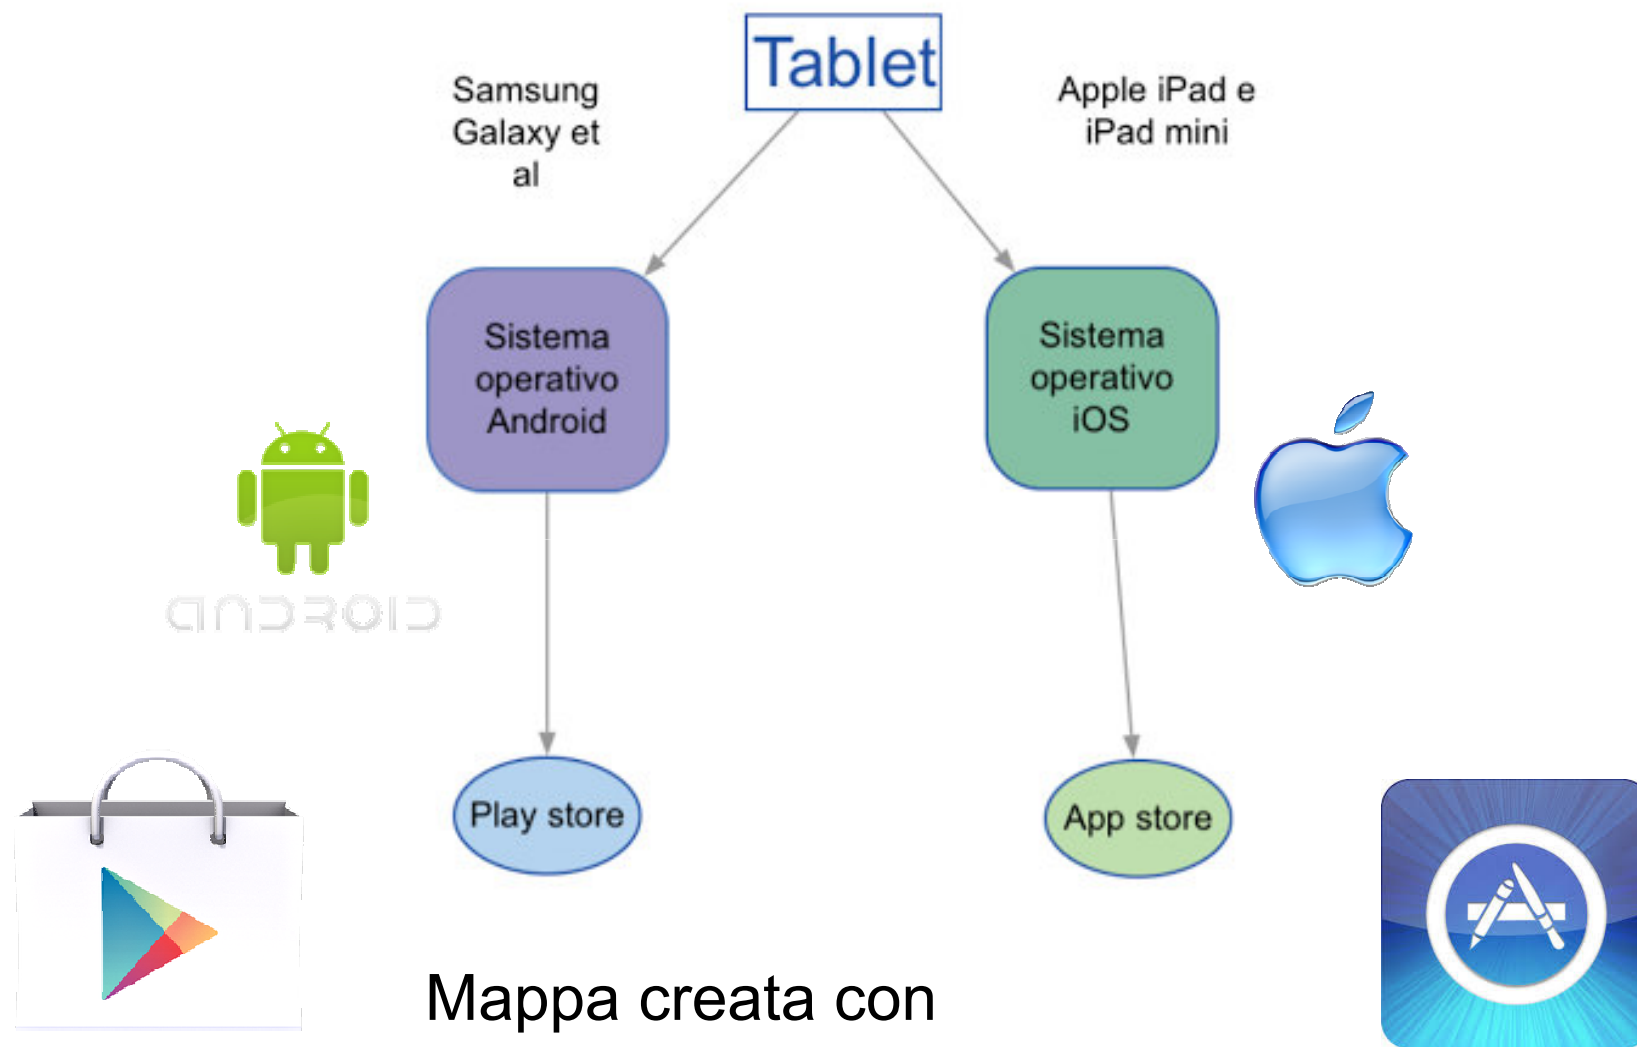 Tablet
Samsung
Galaxy et
al
Apple iPad e
iPad mini
Sistema
operativo
Android
Sistema
operativo
iOS
ANDROID
Play store
App store
Mappa creata con